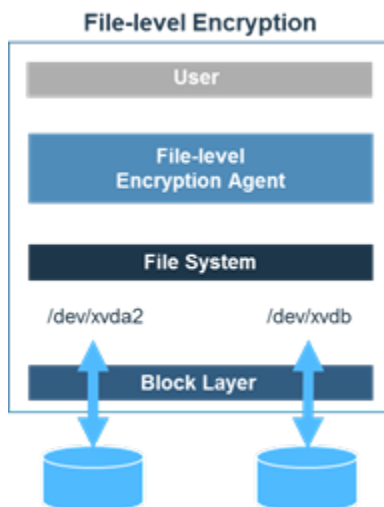 File-level Encryption
User
File-level
Encryption Agent
File System
/dev/xvda2 /dev/xvdb
Block Layer